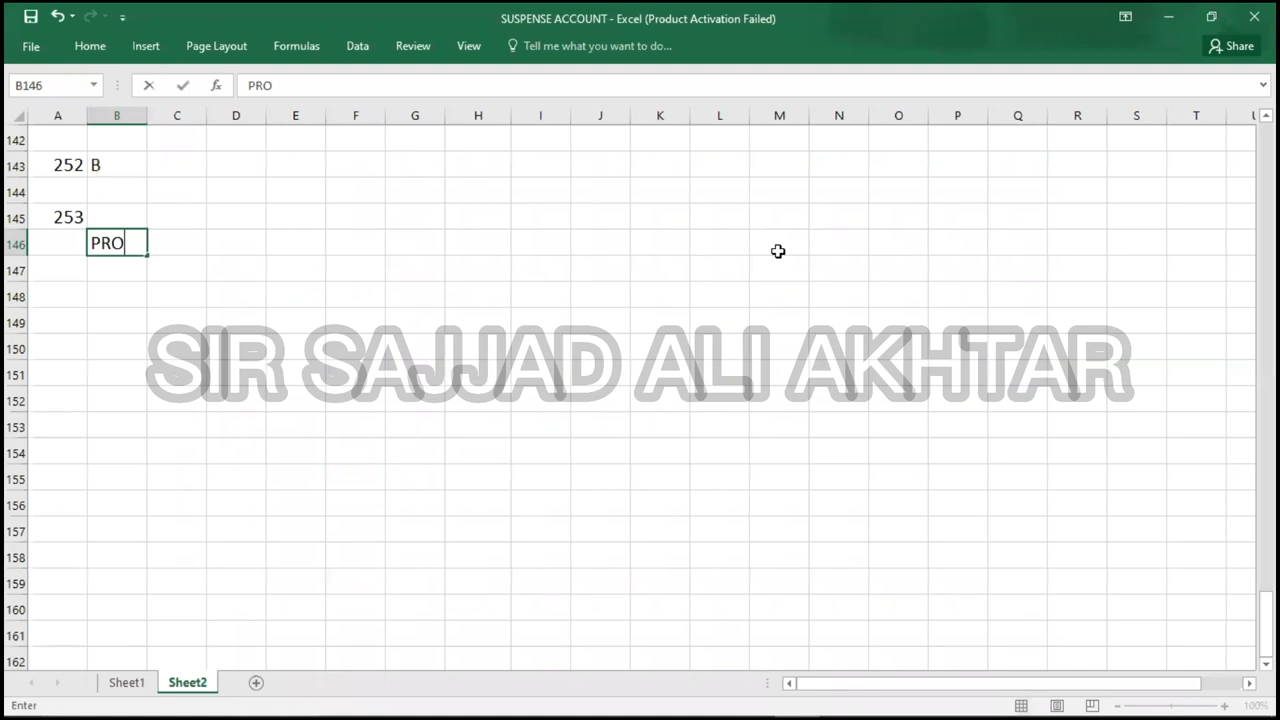 SUSPENSE ACCOUNT - Excel (Product Activation Failed)
File Home Insert Page Layout Formulas Data Review View Tell me what you want to do... Share
B146 fx PRO
A B C D E F G H I J K L M N O P Q R S T U
142
143 252 B
144
145 253
146 PRO
147
148
149
150
151
152
153
154
155
156
157
158
159
160
161
162
SIR SAJJAD ALI AKHTAR
Sheet1 Sheet2
Enter 100%